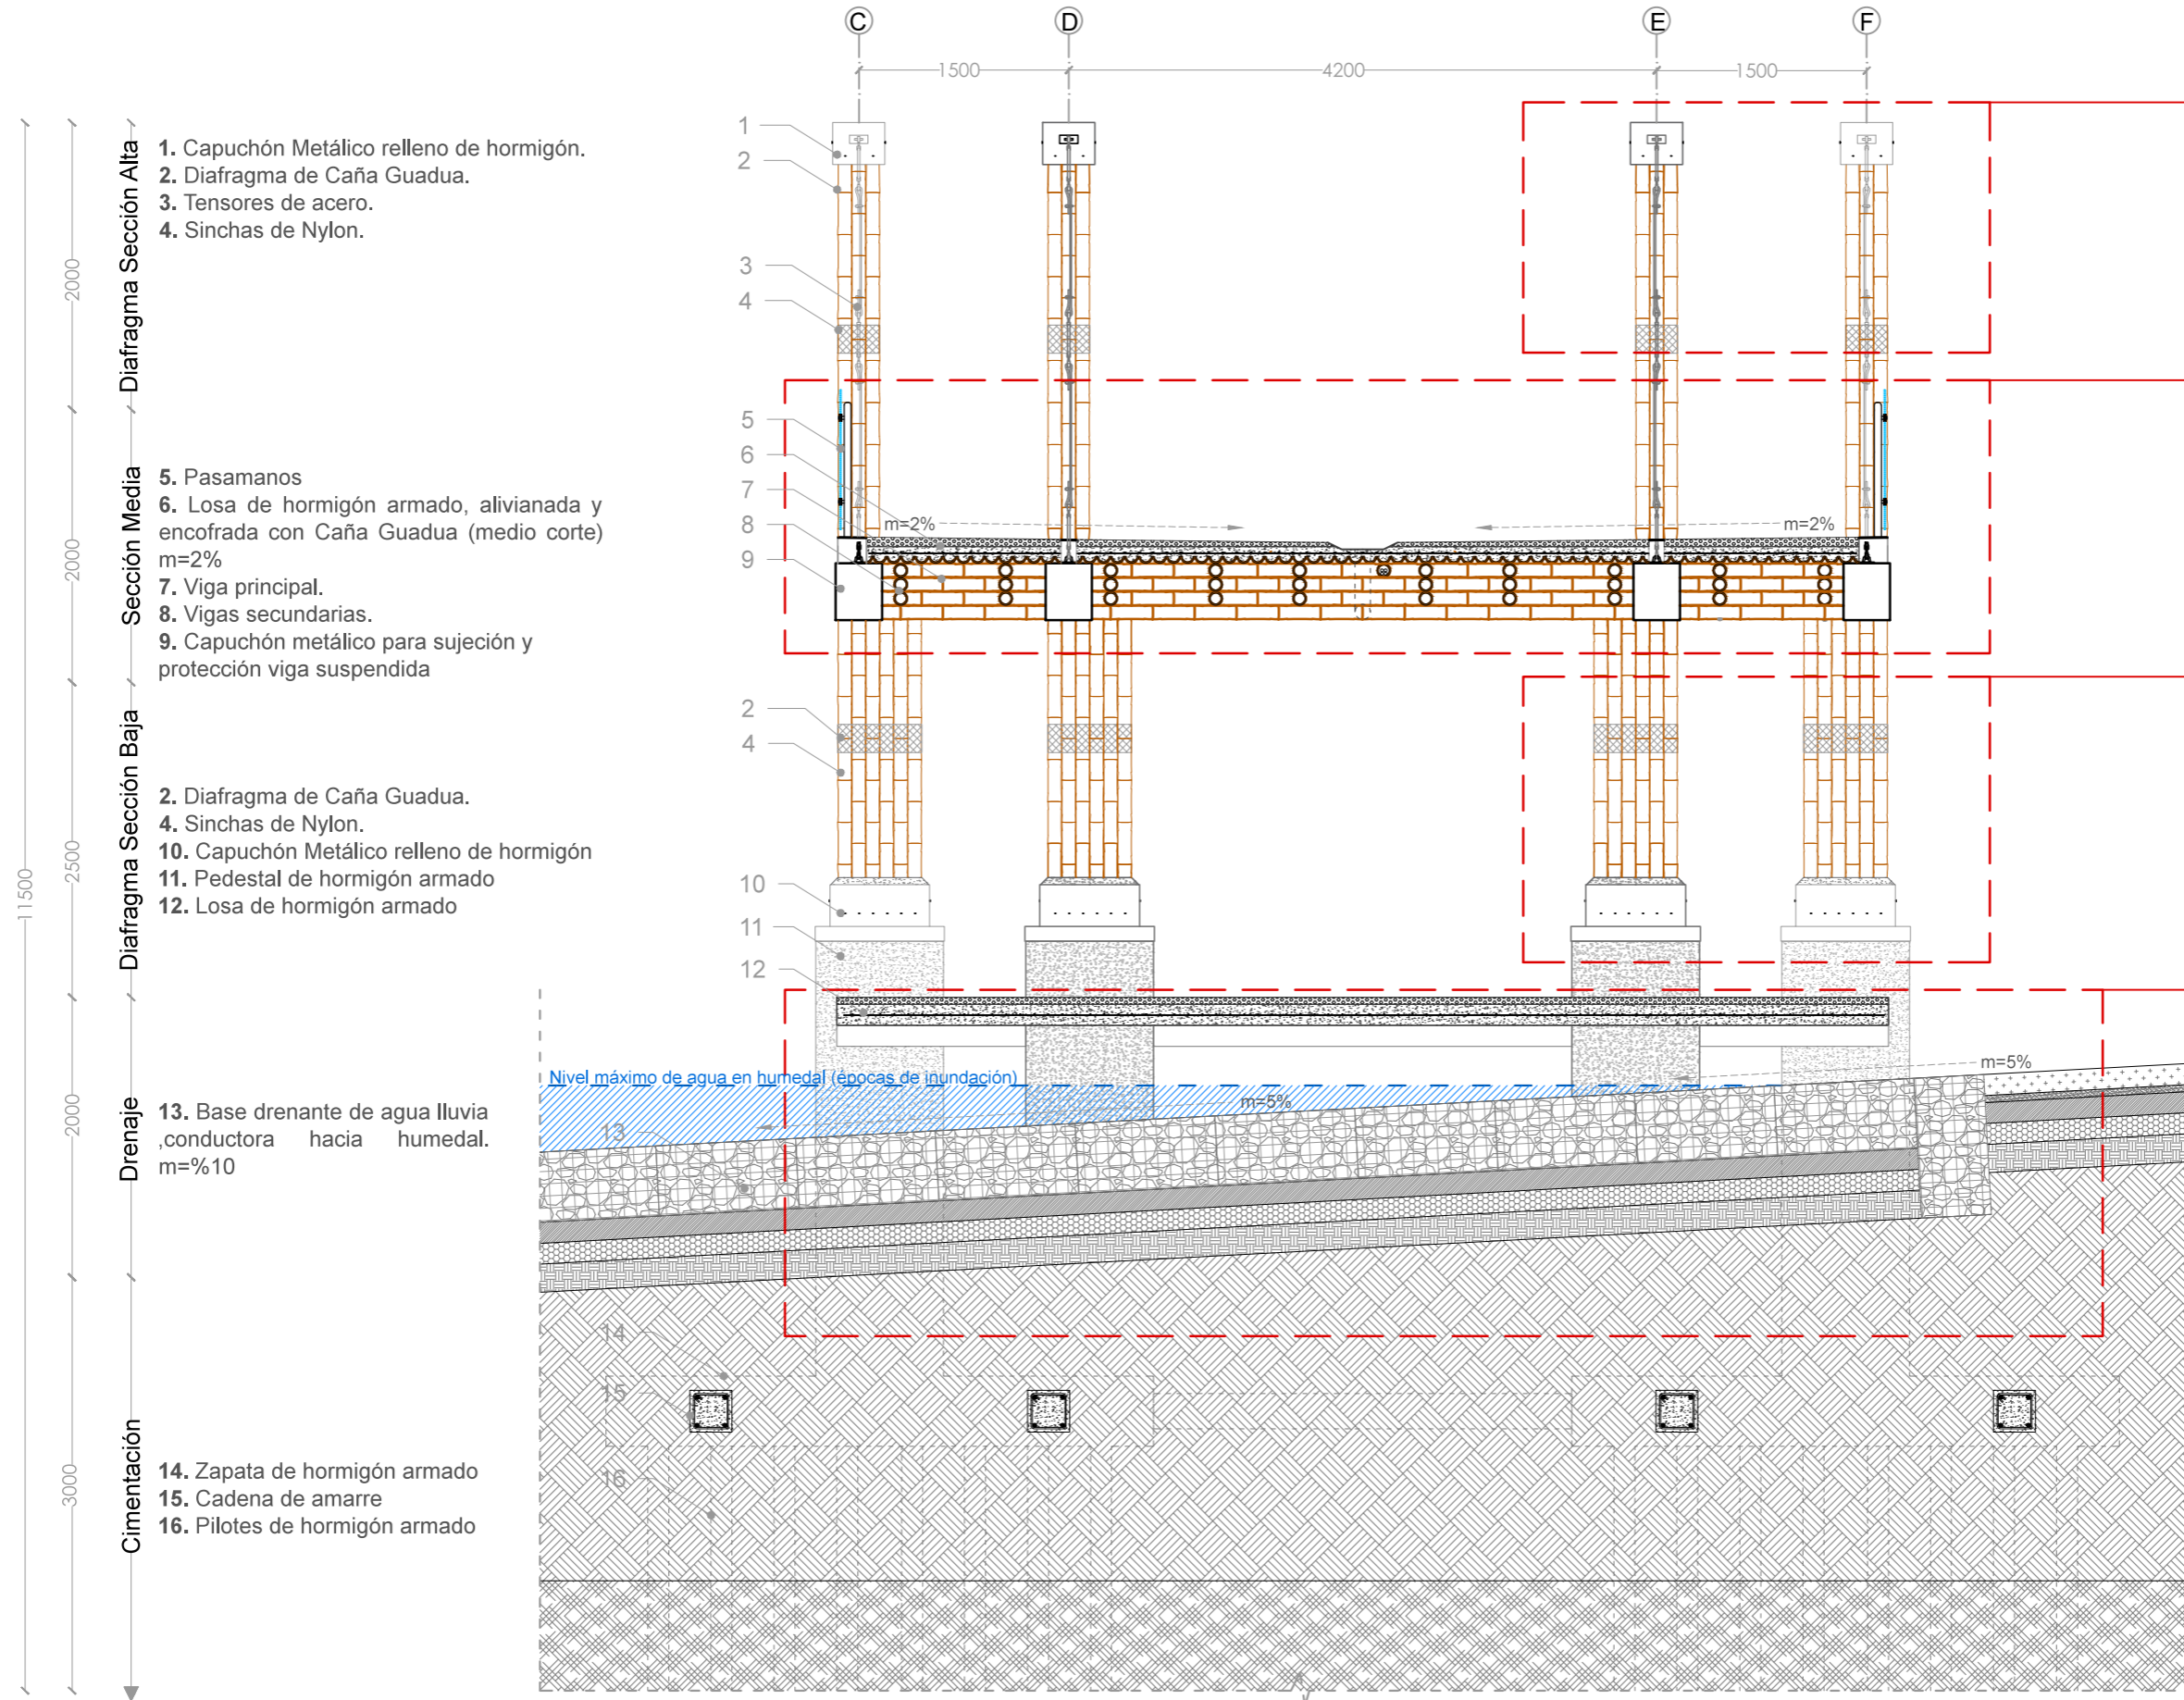 C
D
E
F
1500
4200
1500
11500
2000
2000
2500
2000
3000
Diafragma Sección Alta
1. Capuchón Metálico relleno de hormigón.
2. Diafragma de Caña Guadua.
3. Tensores de acero.
4. Sinchas de Nylon.
1
2
3
4
Sección Media
5. Pasamanos
6. Losa de hormigón armado, alivianada y
encofrada con Caña Guadua (medio corte)
m=2%
7. Viga principal.
8. Vigas secundarias.
9. Capuchón metálico para sujeción y
protección viga suspendida
5
6
7
8
9
m=2%
m=2%
Diafragma Sección Baja
2. Diafragma de Caña Guadua.
4. Sinchas de Nylon.
10. Capuchón Metálico relleno de hormigón
11. Pedestal de hormigón armado
12. Losa de hormigón armado
2
4
10
11
12
Nivel máximo de agua en humedal (épocas de inundación)
m=5%
m=5%
Drenaje
13. Base drenante de agua lluvia
,conductora hacia humedal.
m=%10
13
Cimentación
14. Zapata de hormigón armado
15. Cadena de amarre
16. Pilotes de hormigón armado
14
15
16